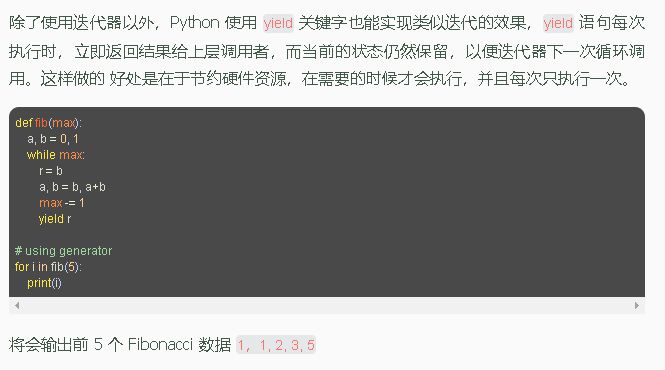 除了使用迭代器以外，Python 使用 yield 关键字也能实现类似迭代的效果，yield 语句每次
执行时，立即返回结果给上层调用者，而当前的状态仍然保留，以便迭代器下一次循环调
用。这样做的 好处是在于节约硬件资源，在需要的时候才会执行，并且每次只执行一次。
def fib(max):
    a, b = 0, 1
    while max:
        r = b
        a, b = b, a+b
        max -= 1
        yield r
# using generator
for i in fib(5):
    print(i)
将会输出前 5 个 Fibonacci 数据 1, 1,2,3,5